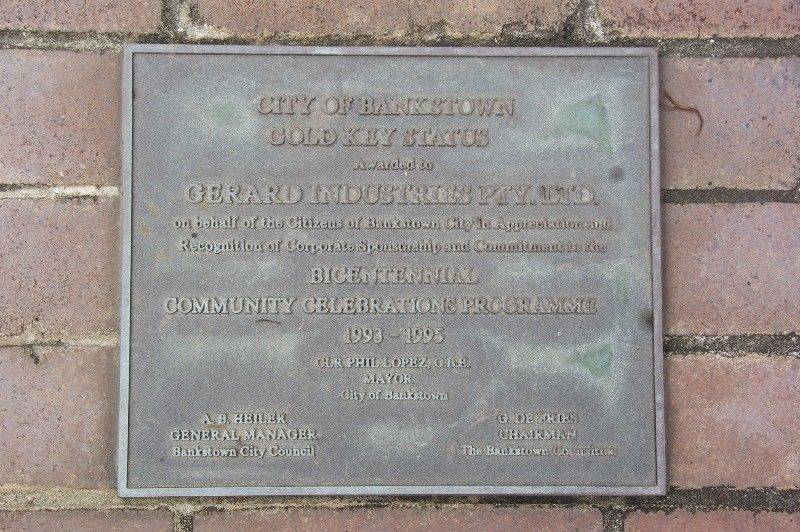 CITY OF BANKSTOWN
GOLD KEY STATUS
Awarded to
GERARD INDUSTRIES PTY. LTD.
on behalf of the Citizens of Bankstown City in Appreciation and
Recognition of Corporate Sponsorship and Commitment to the
BICENTENNIAL
COMMUNITY CELEBRATIONS PROGRAMME
1993 - 1995
CLR PHIL LOPEZ, O.B.E.
MAYOR
City of Bankstown
A. B. HEILER
GENERAL MANAGER
Bankstown City Council
G. DE FRIES
CHAIRMAN
The Bankstown Committee